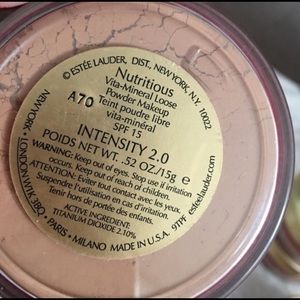 ©ESTĒE LAUDER, DIST., NEW YORK, N.Y. 10022
Nutritious
Vita-Mineral Loose
Powder Makeup
A70 Teint poudre libre
vita-minéral
SPF 15
INTENSITY 2.0
POIDS NET WT. .52 OZ./15g e
WARNING: Keep out of eyes. Stop use if irritation
occurs. Keep out of reach of children.
ATTENTION: Eviter tout contact avec les yeux.
Suspendre l'utilisation en cas d'irritation.
Tenir hors de portée des enfants.
ACTIVE INGREDIENT:
TITANIUM DIOXIDE 2.10%
NEW YORK • LONDON W1K 3BQ • PARIS • MILANO MADE IN U.S.A. 9TPF esteelauder.com